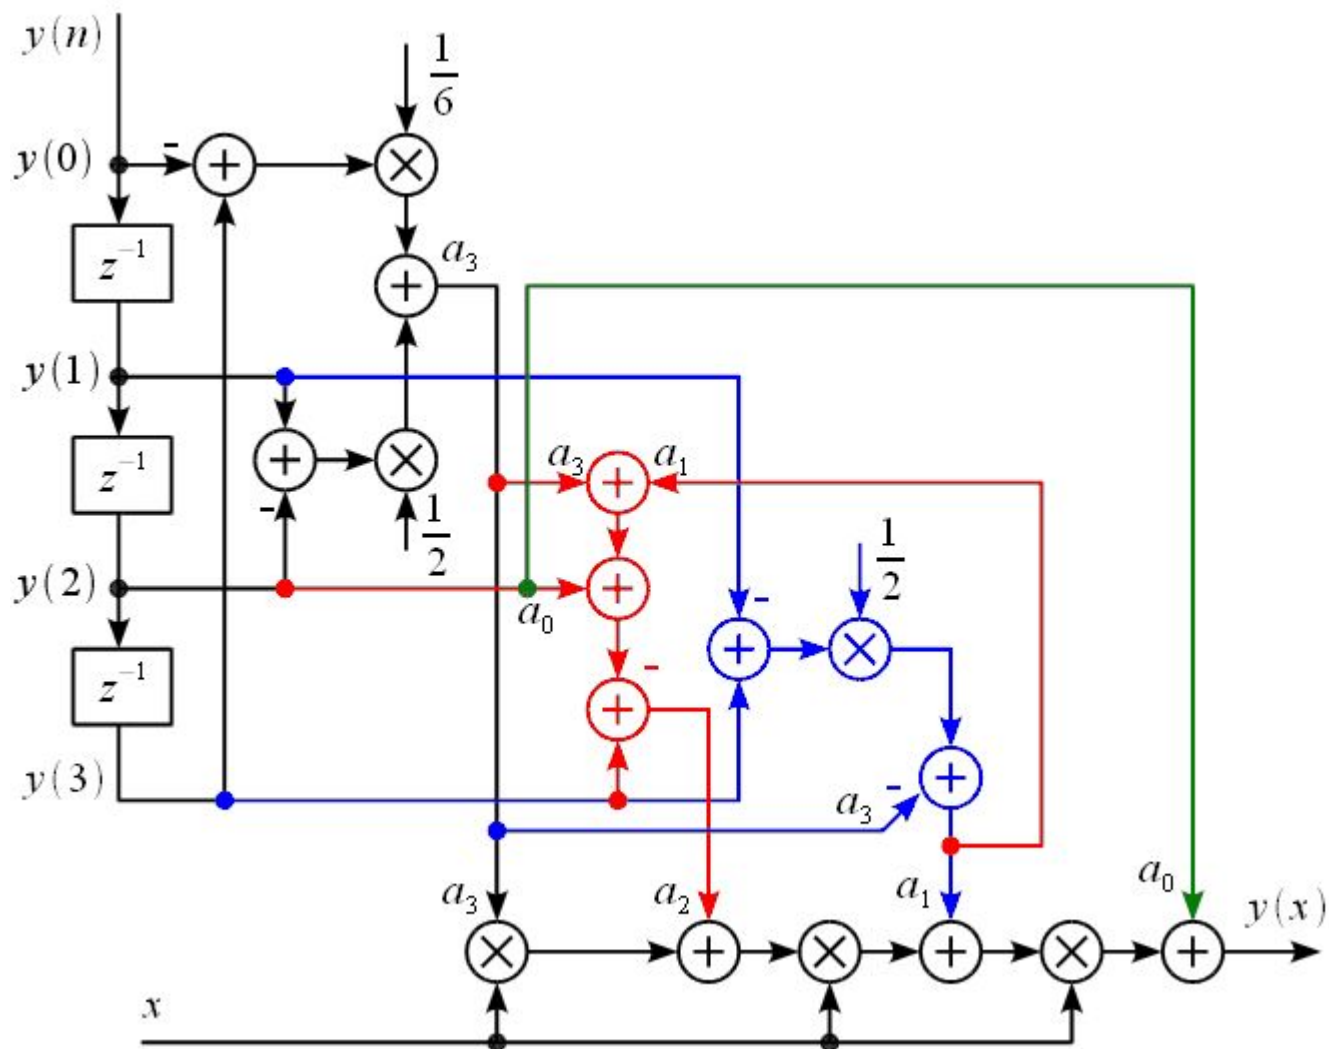 y(n)
1/6
-
y(0)
+
×
a₃
z⁻¹
+
y(1)
a₃
a₁
z⁻¹
+
×
+
-
1/2
1/2
y(2)
+
a₀
-
z⁻¹
+
×
-
+
y(3)
a₃
-
+
a₃
a₂
a₁
a₀
y(x)
×
+
×
+
×
+
x